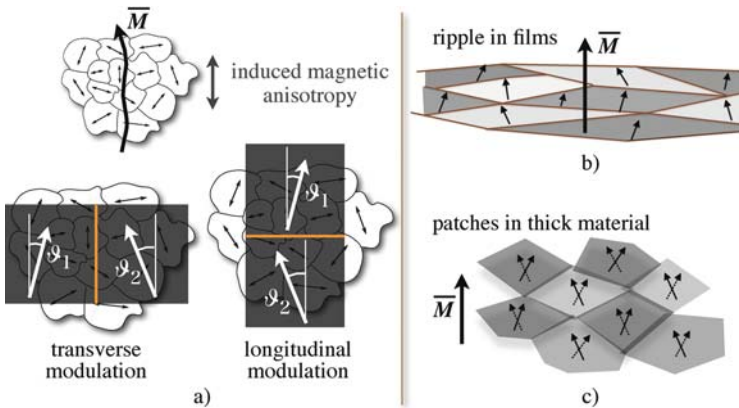 M̅
induced magnetic
anisotropy
ϑ₁
ϑ₂
transverse
modulation
ϑ₁
ϑ₂
longitudinal
modulation
a)
ripple in films
M̅
b)
patches in thick material
M̅
c)